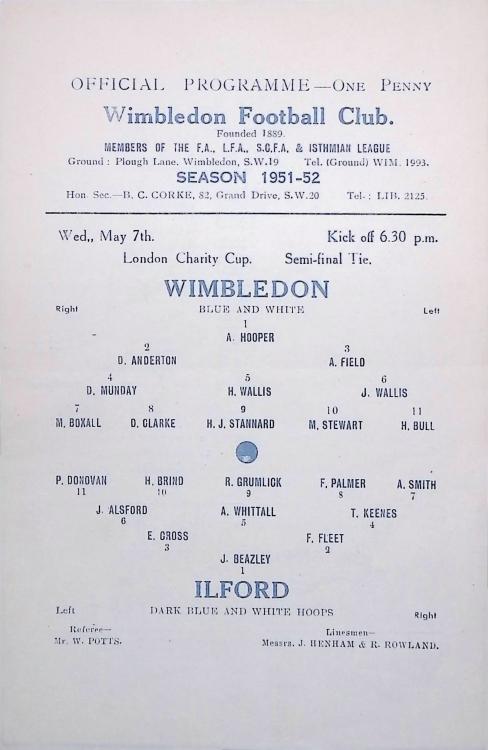 OFFICIAL PROGRAMME—ONE PENNY
Wimbledon Football Club.
Founded 1889.
MEMBERS OF THE F.A., L.F.A., S.C.F.A, & ISTHMIAN LEAGUE
Ground : Plough Lane, Wimbledon, S.W.19 Tel. (Ground) WIM. 1993.
SEASON 1951-52
Hon. Sec.—B. C. CORKE, 82, Grand Drive, S.W.20 Tel- : LIB. 2125.
Wed,, May 7th. Kick off 6.30 p.m.
London Charity Cup. Semi-final Tie.
WIMBLEDON
Right BLUE AND WHITE Left
1
A. HOOPER
2 3
D. ANDERTON A. FIELD
4 5 6
D. MUNDAY H. WALLIS J. WALLIS
7 8 9 10 11
M. BOXALL D. CLARKE H. J. STANNARD M. STEWART H. BULL
P. DONOVAN H. BRIND R. GRUMLICK F. PALMER A. SMITH
11 10 9 8 7
J. ALSFORD A. WHITTALL T. KEENES
6 5 4
E. CROSS F. FLEET
3 2
J. BEAZLEY
1
ILFORD
Left DARK BLUE AND WHITE HOOPS Right
Referee— Linesmen—
Mr. W. POTTS. Messrs. J. HENHAM & R. ROWLAND.